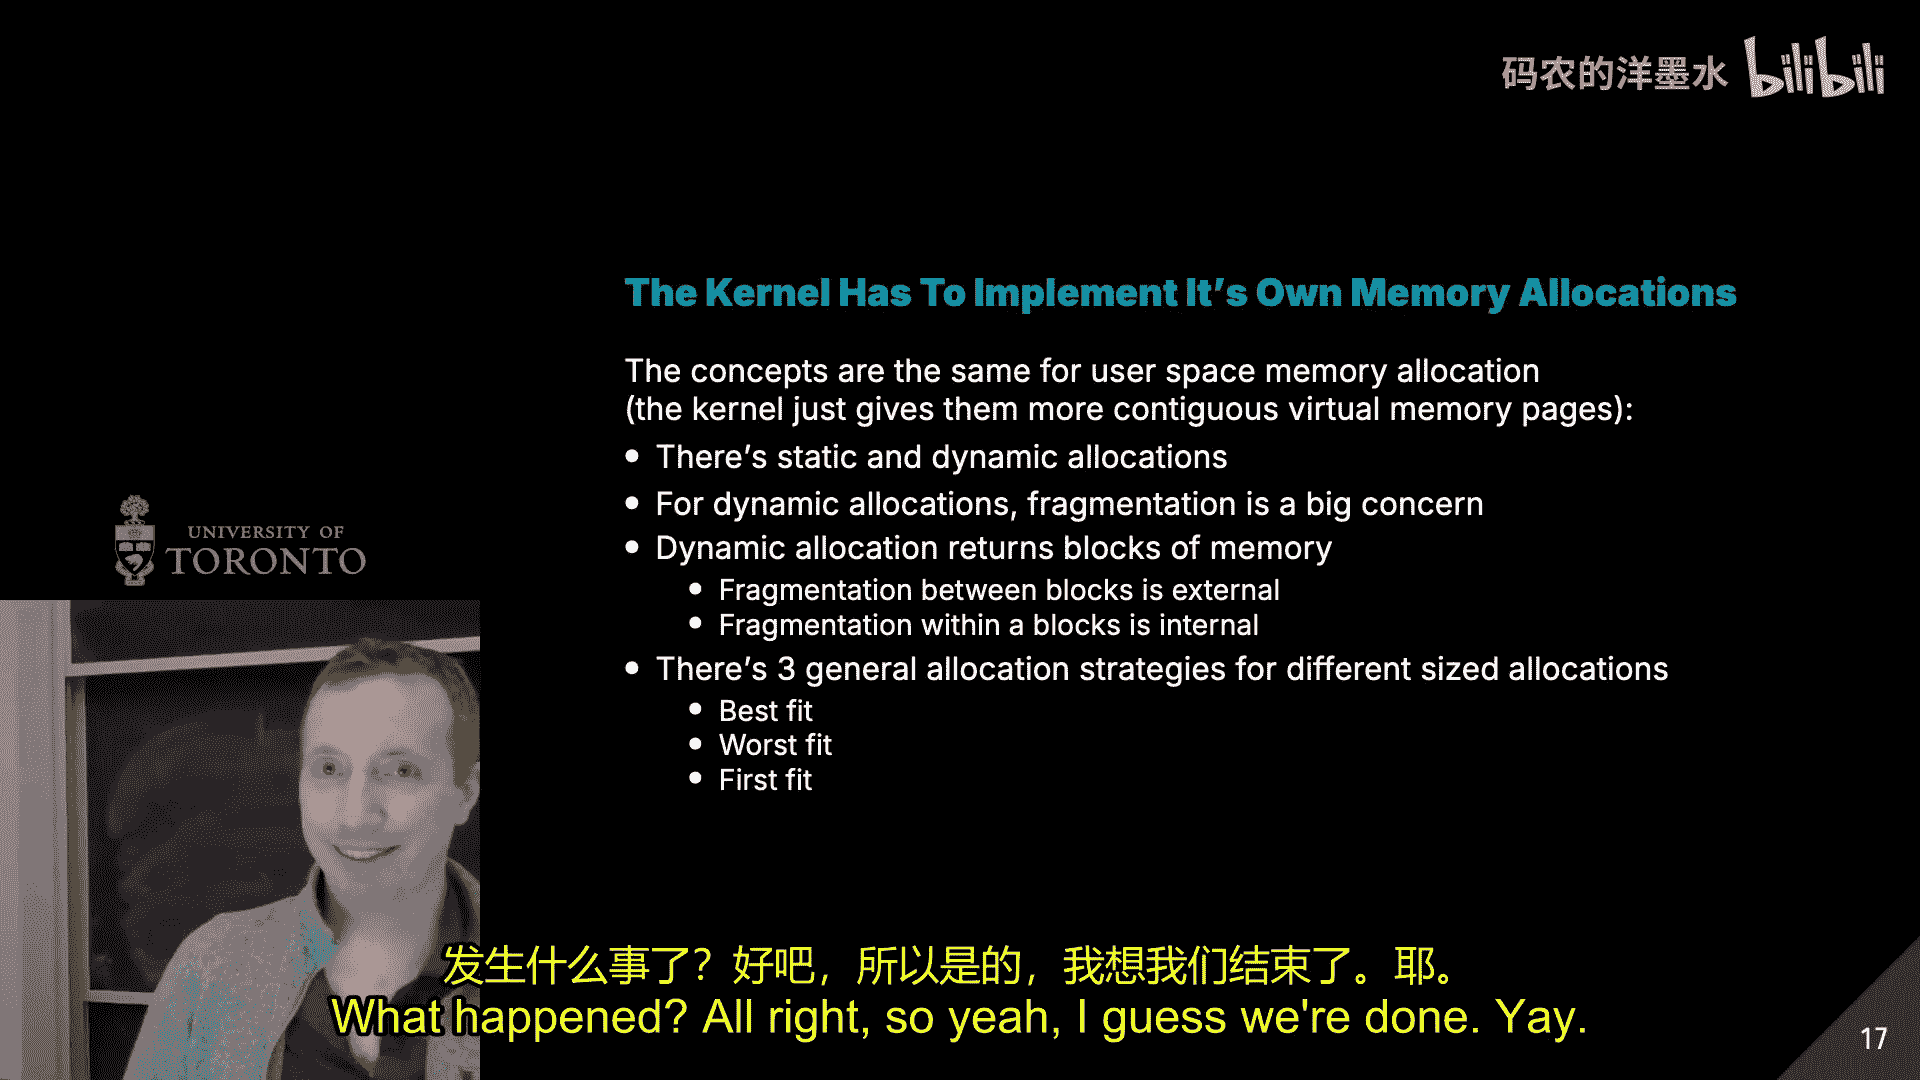 码农的洋墨水 bilibili
The Kernel Has To Implement It's Own Memory Allocations
The concepts are the same for user space memory allocation
(the kernel just gives them more contiguous virtual memory pages):
• There's static and dynamic allocations
• For dynamic allocations, fragmentation is a big concern
• Dynamic allocation returns blocks of memory
• Fragmentation between blocks is external
• Fragmentation within a blocks is internal
• There's 3 general allocation strategies for different sized allocations
• Best fit
• Worst fit
• First fit
UNIVERSITY OF
TORONTO
发生什么事了？好吧，所以是的，我想我们结束了。耶。
What happened? All right, so yeah, I guess we're done. Yay.
17